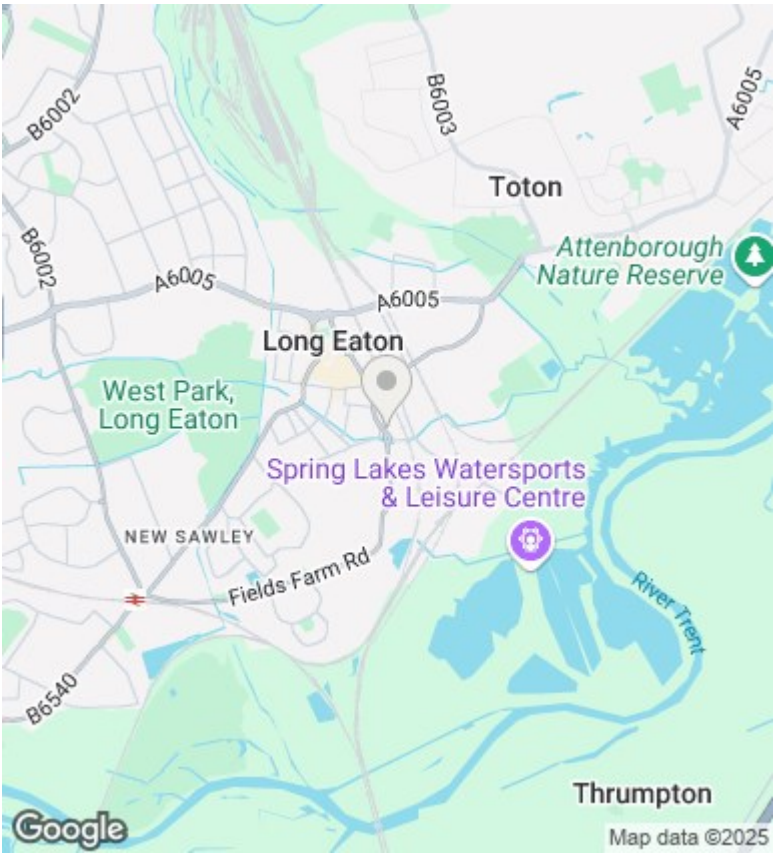 B6002
B6003
A6005
Toton
B6002
Attenborough
Nature Reserve
A6005
A6005
Long Eaton
West Park,
Long Eaton
Spring Lakes Watersports
& Leisure Centre
NEW SAWLEY
Fields Farm Rd
River Trent
B6540
Thrumpton
Google
Map data ©2025